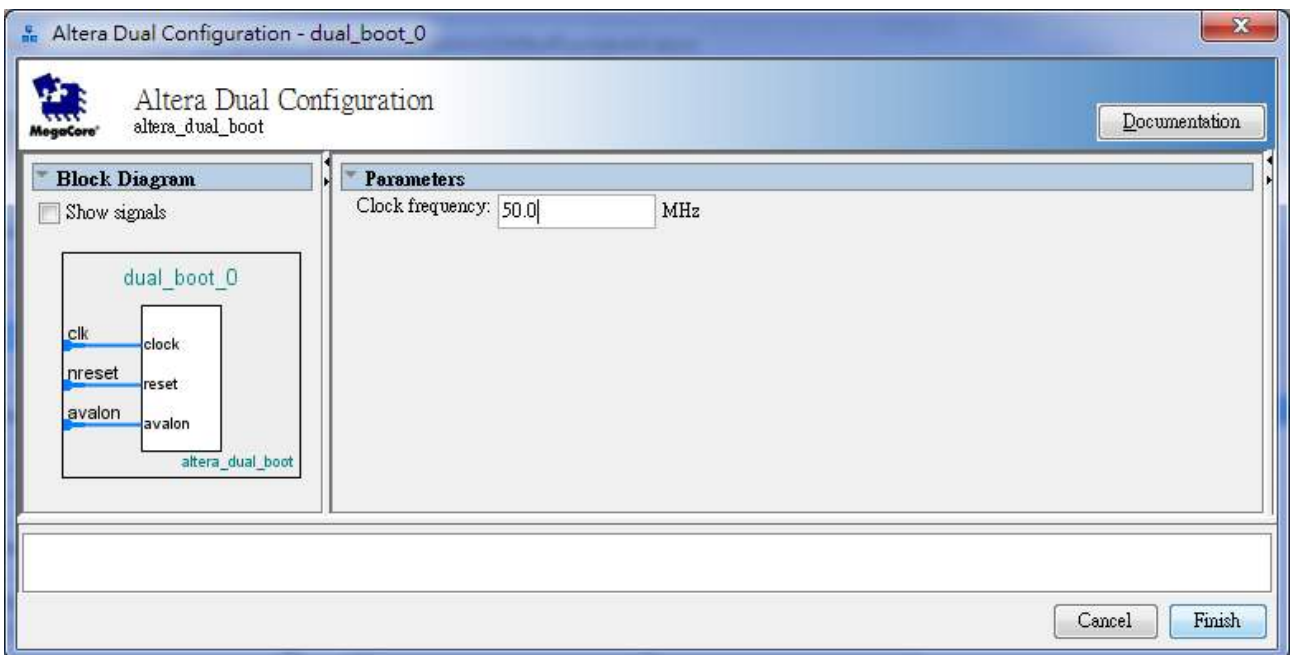 Altera Dual Configuration - dual_boot_0
MegaCore®
Altera Dual Configuration
altera_dual_boot
Documentation
Block Diagram
Show signals
dual_boot_0
clk
clock
nreset
reset
avalon
avalon
altera_dual_boot
Parameters
Clock frequency: 50.0 MHz
Cancel Finish